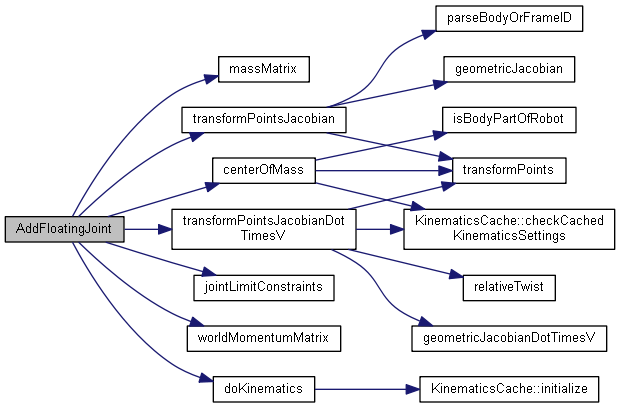 parseBodyOrFrameID
massMatrix
geometricJacobian
transformPointsJacobian
isBodyPartOfRobot
centerOfMass
transformPoints
AddFloatingJoint
transformPointsJacobianDot
TimesV
KinematicsCache::checkCached
KinematicsSettings
jointLimitConstraints
relativeTwist
worldMomentumMatrix
geometricJacobianDotTimesV
doKinematics
KinematicsCache::initialize